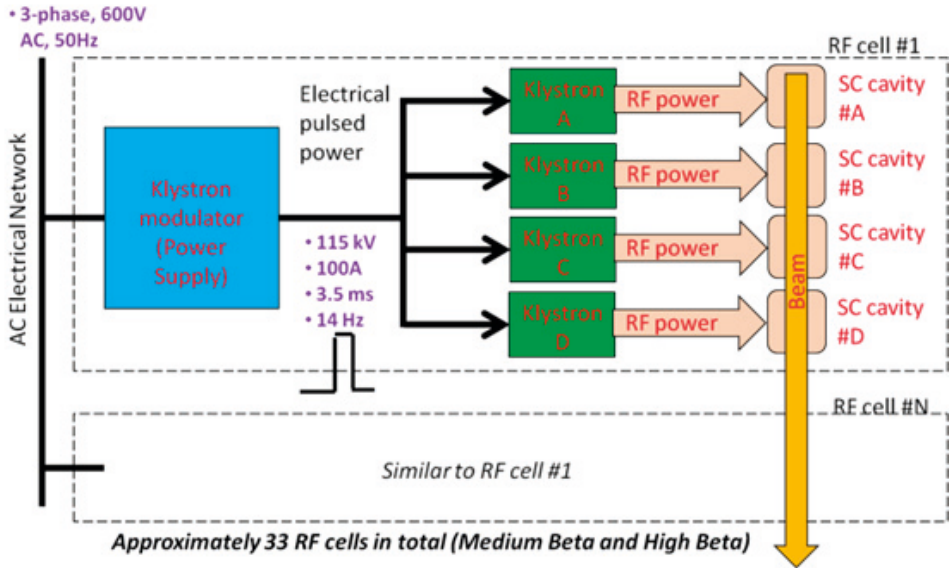 • 3-phase, 600V
AC, 50Hz
RF cell #1
AC Electrical Network
Klystron
modulator
(Power
Supply)
Electrical
pulsed
power
• 115 kV
• 100A
• 3.5 ms
• 14 Hz
Klystron
A
RF power
SC cavity
#A
Klystron
B
RF power
SC cavity
#B
Klystron
C
RF power
SC cavity
#C
Klystron
D
RF power
SC cavity
#D
Beam
RF cell #N
Similar to RF cell #1
Approximately 33 RF cells in total (Medium Beta and High Beta)